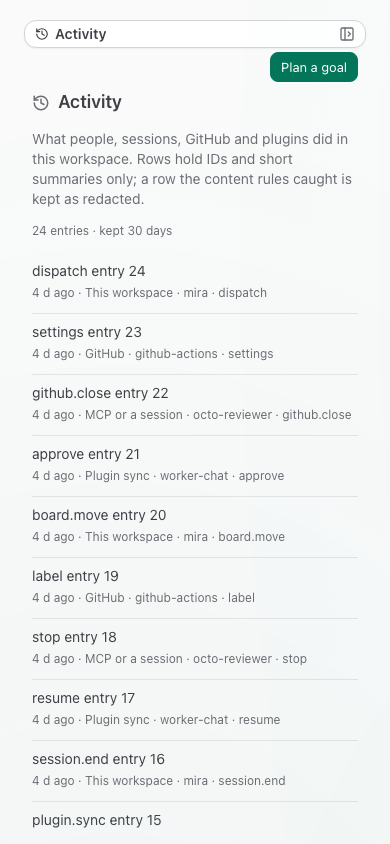 Activity
Plan a goal
Activity
What people, sessions, GitHub and plugins did in
this workspace. Rows hold IDs and short
summaries only; a row the content rules caught is
kept as redacted.
24 entries · kept 30 days
dispatch entry 24
4 d ago · This workspace · mira · dispatch
settings entry 23
4 d ago · GitHub · github-actions · settings
github.close entry 22
4 d ago · MCP or a session · octo-reviewer · github.close
approve entry 21
4 d ago · Plugin sync · worker-chat · approve
board.move entry 20
4 d ago · This workspace · mira · board.move
label entry 19
4 d ago · GitHub · github-actions · label
stop entry 18
4 d ago · MCP or a session · octo-reviewer · stop
resume entry 17
4 d ago · Plugin sync · worker-chat · resume
session.end entry 16
4 d ago · This workspace · mira · session.end
plugin.sync entry 15